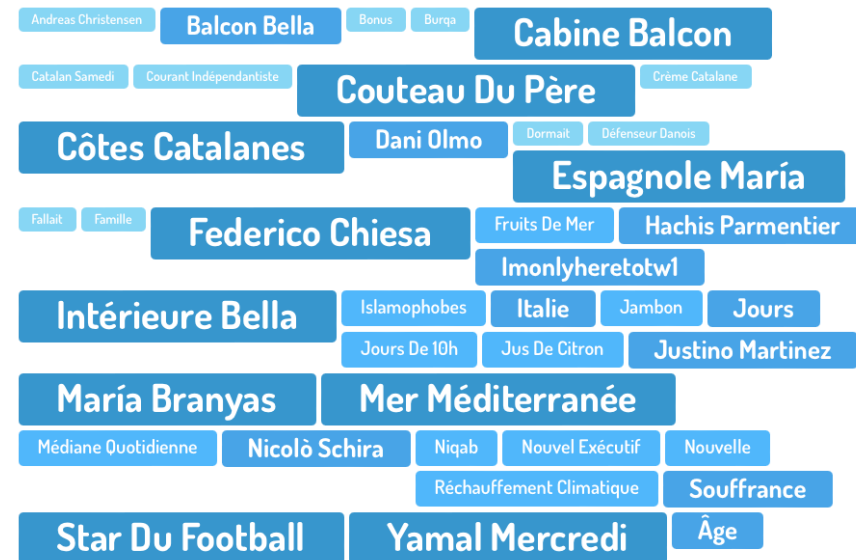 Andreas Christensen Balcon Bella Bonus Burqa Cabine Balcon
Catalan Samedi Courant Indépendantiste Couteau Du Père Crème Catalane
Côtes Catalanes Dani Olmo Dormait Défenseur Danois
Espagnole María
Fallait Famille Federico Chiesa Fruits De Mer Hachis Parmentier
Imonlyheretotw1
Intérieure Bella Islamophobes Italie Jambon Jours
Jours De 10h Jus De Citron Justino Martinez
María Branyas Mer Méditerranée
Médiane Quotidienne Nicolò Schira Niqab Nouvel Exécutif Nouvelle
Réchauffement Climatique Souffrance
Star Du Football Yamal Mercredi Âge